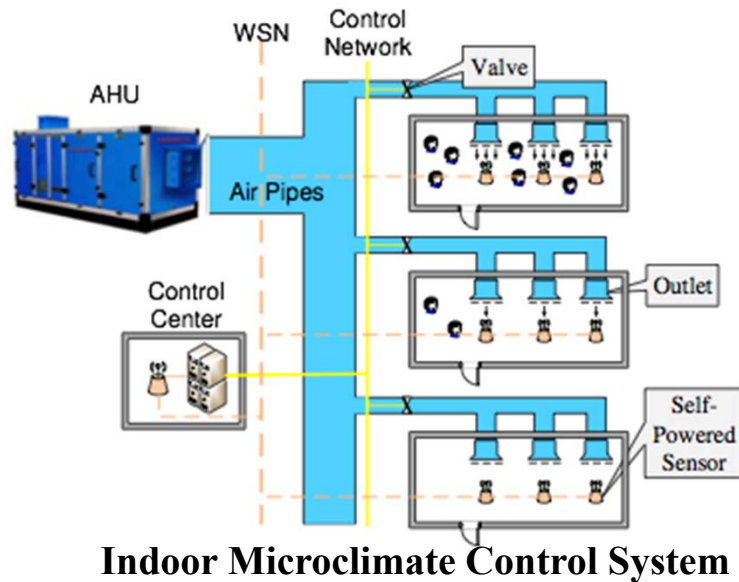 WSN
Control
Network
Valve
AHU
Air Pipes
Control
Center
Outlet
Self-
Powered
Sensor
Indoor Microclimate Control System